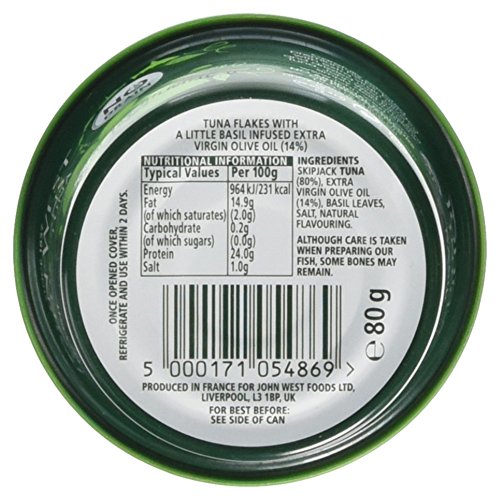 NO DRAIN
TUNA FLAKES WITH
A LITTLE BASIL INFUSED EXTRA
VIRGIN OLIVE OIL (14%)
NUTRITIONAL INFORMATION
Typical Values Per 100g
Energy 964 kJ/231 kcal
Fat 14.9g
(of which saturates) (2.0g)
Carbohydrate 0.2g
(of which sugars) (0.0g)
Protein 24.0g
Salt 1.0g
INGREDIENTS
SKIPJACK TUNA
(80%), EXTRA
VIRGIN OLIVE OIL
(14%), BASIL LEAVES,
SALT, NATURAL
FLAVOURING.
ALTHOUGH CARE IS TAKEN
WHEN PREPARING OUR
FISH, SOME BONES MAY
REMAIN.
ONCE OPENED COVER,
REFRIGERATE AND USE WITHIN 2 DAYS.
℮ 80g
5 000171 054869 >
PRODUCED IN FRANCE FOR JOHN WEST FOODS LTD,
LIVERPOOL, L3 1BP, UK
FOR BEST BEFORE:
SEE SIDE OF CAN